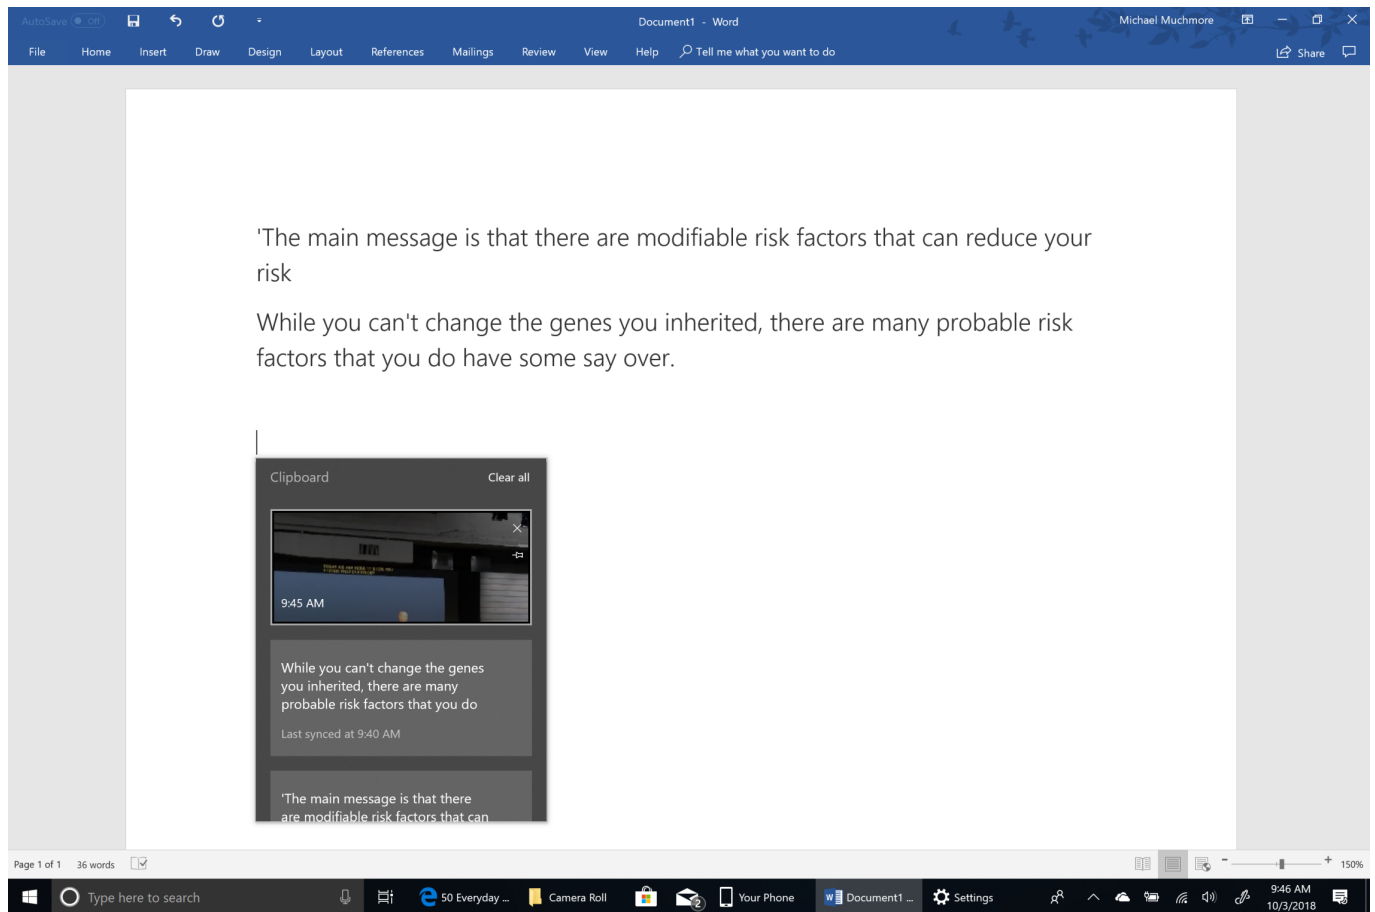 AutoSave Off
Document1 - Word
Michael Muchmore
File Home Insert Draw Design Layout References Mailings Review View Help Tell me what you want to do
Share
'The main message is that there are modifiable risk factors that can reduce your
risk
While you can't change the genes you inherited, there are many probable risk
factors that you do have some say over.
Clipboard Clear all
9:45 AM
While you can't change the genes
you inherited, there are many
probable risk factors that you do
Last synced at 9:40 AM
'The main message is that there
are modifiable risk factors that can
Page 1 of 1 36 words
150%
Type here to search
50 Everyday ...
Camera Roll
2
Your Phone
Document1 ...
Settings
9:46 AM
10/3/2018